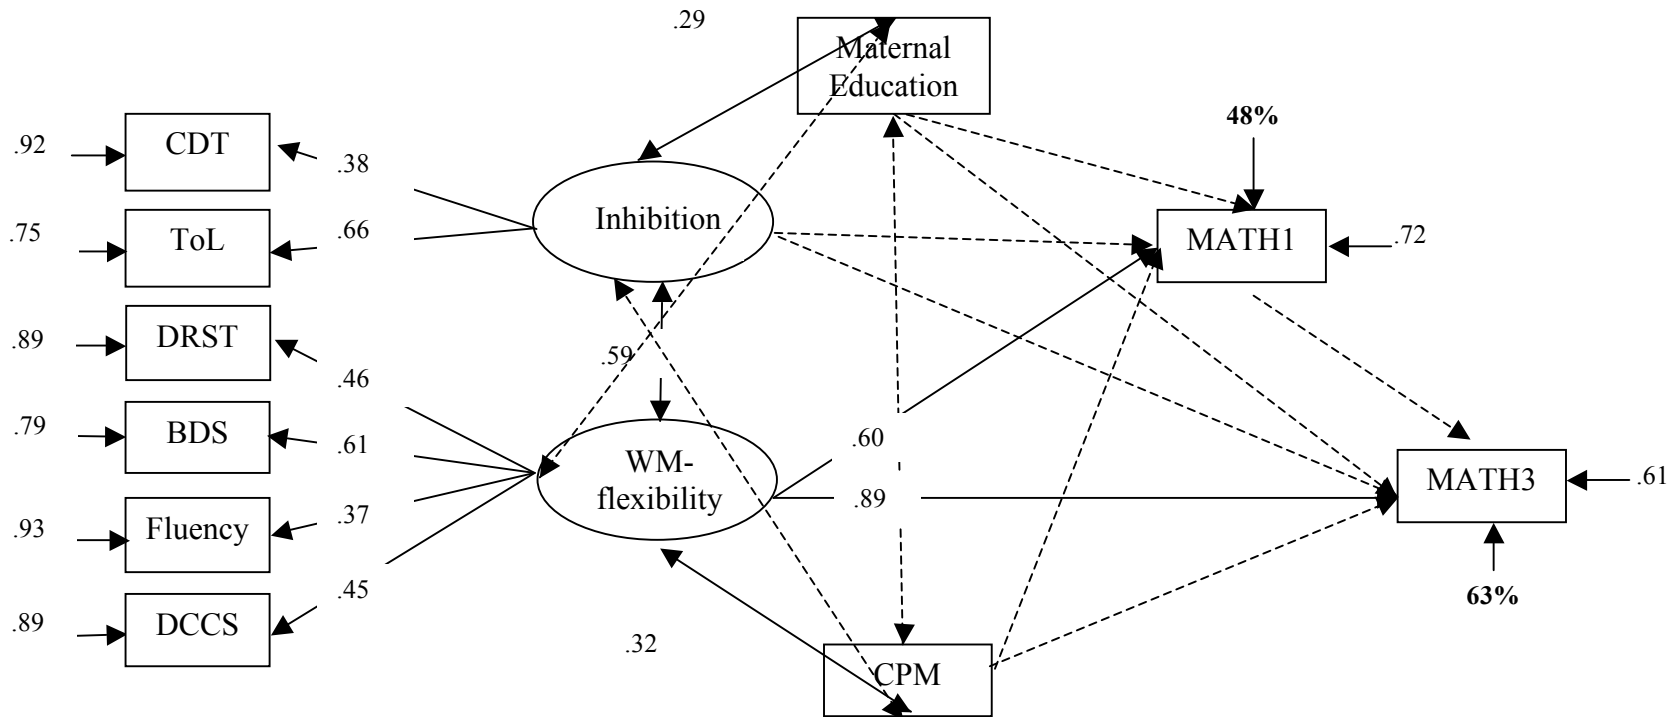 .29
Maternal
Education
48%
.92
CDT
.38
.75
ToL
.66
Inhibition
MATH1
.72
.89
DRST
.46
.59
.79
BDS
.61
.60
WM-
flexibility
.89
MATH3
.61
.93
Fluency
.37
63%
.89
DCCS
.45
.32
CPM